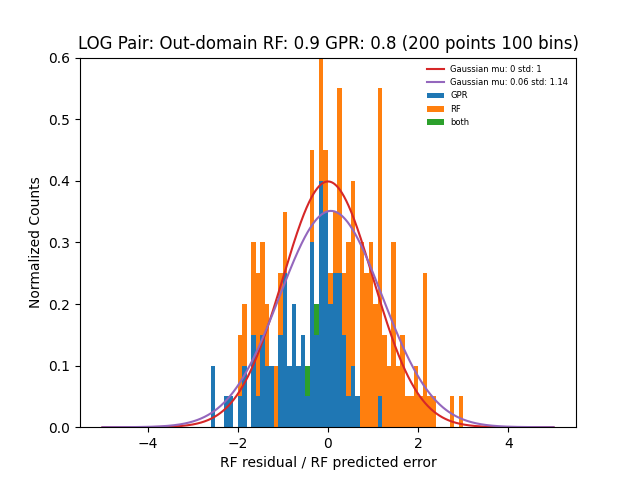 LOG Pair: Out-domain RF: 0.9 GPR: 0.8 (200 points 100 bins)
Gaussian mu: 0 std: 1
Gaussian mu: 0.06 std: 1.14
GPR
RF
both
Normalized Counts
0.6
0.5
0.4
0.3
0.2
0.1
0.0
−4 −2 0 2 4
RF residual / RF predicted error